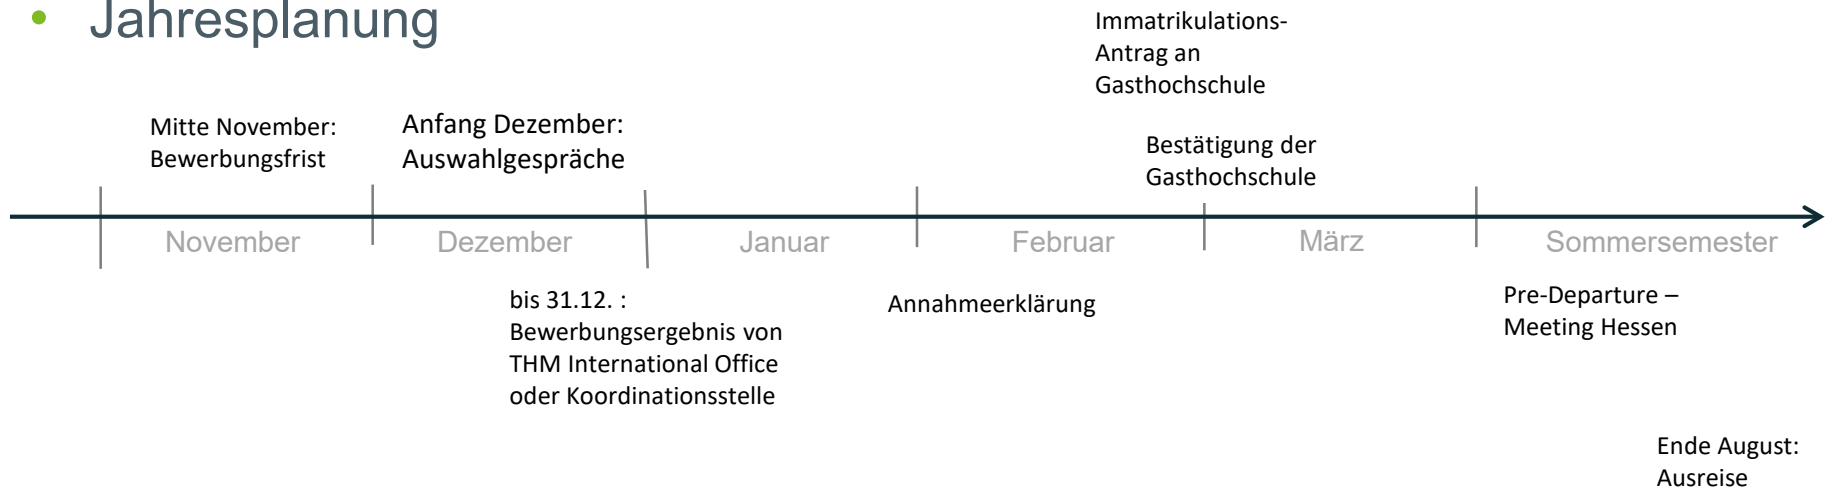 • Jahresplanung
Immatrikulations-
Antrag an
Gasthochschule
Mitte November:
Bewerbungsfrist
Anfang Dezember:
Auswahlgespräche
Bestätigung der
Gasthochschule
November
Dezember
Januar
Februar
März
Sommersemester
bis 31.12. :
Bewerbungsergebnis von
THM International Office
oder Koordinationsstelle
Annahmeerklärung
Pre-Departure –
Meeting Hessen
Ende August:
Ausreise